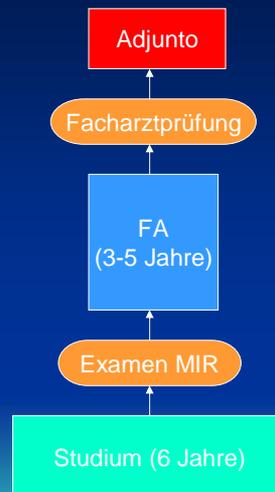 Adjunto
Facharztprüfung
FA
(3-5 Jahre)
Examen MIR
Studium (6 Jahre)